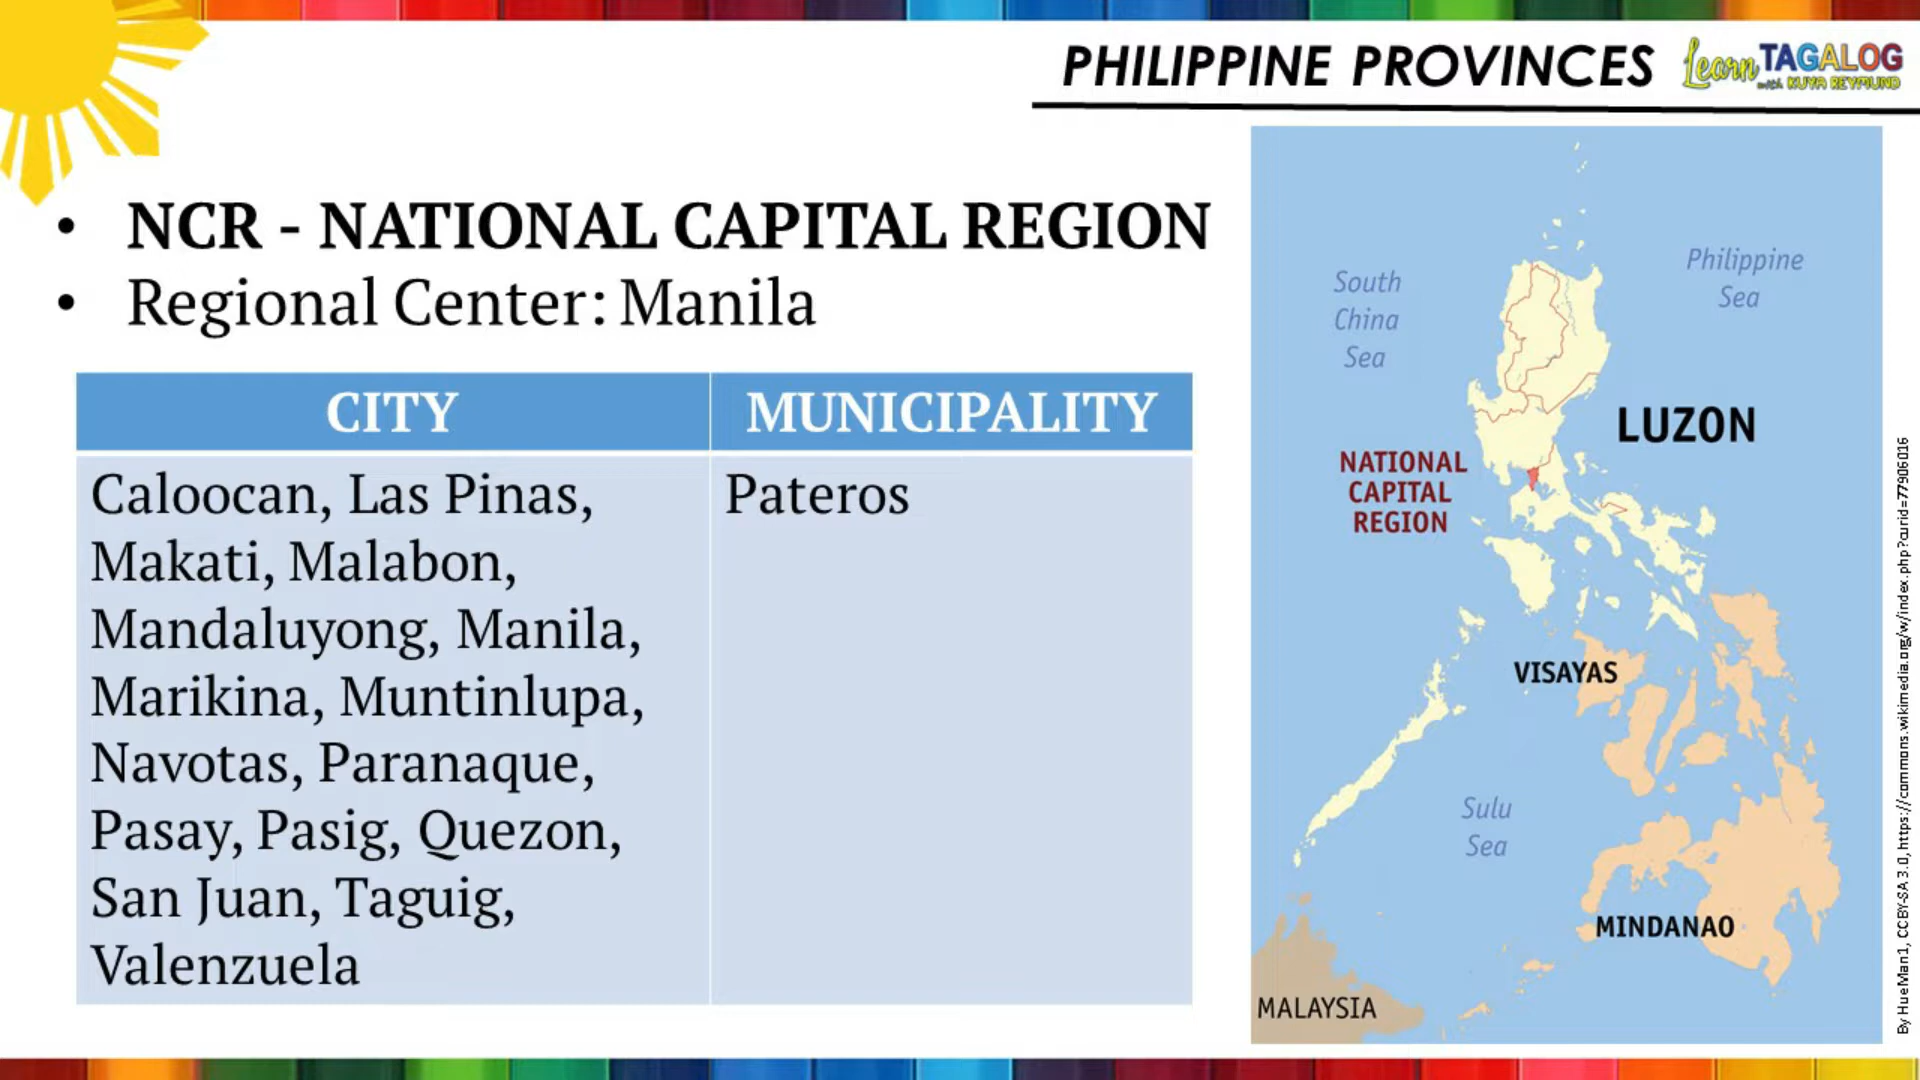 PHILIPPINE PROVINCES
Learn TAGALOG
with KUYA REYMUND
• NCR - NATIONAL CAPITAL REGION
• Regional Center: Manila
CITY
MUNICIPALITY
Caloocan, Las Pinas,
Makati, Malabon,
Mandaluyong, Manila,
Marikina, Muntinlupa,
Navotas, Paranaque,
Pasay, Pasig, Quezon,
San Juan, Taguig,
Valenzuela
Pateros
South
China
Sea
Philippine
Sea
LUZON
NATIONAL
CAPITAL
REGION
VISAYAS
Sulu
Sea
MINDANAO
MALAYSIA
By HueMan1, CC BY-SA 3.0, https://commons.wikimedia.org/w/index.php?curid=77906016